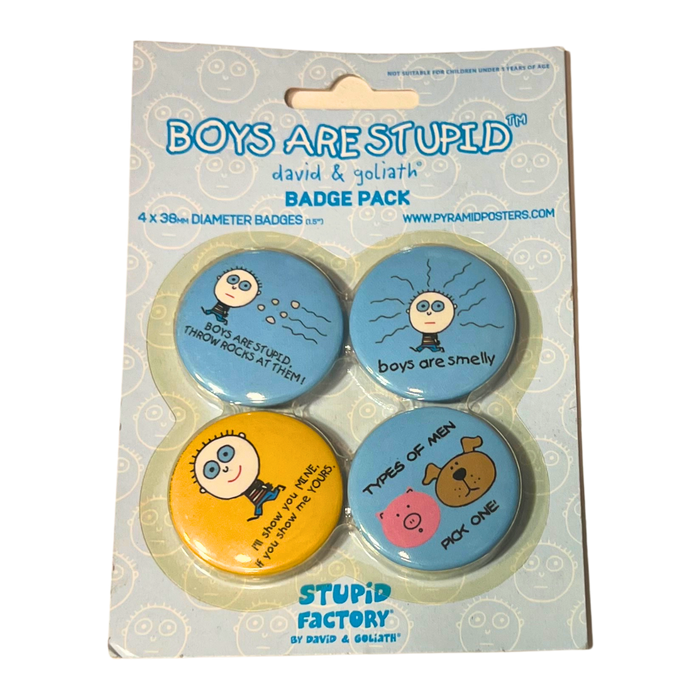 NOT SUITABLE FOR CHILDREN UNDER 3 YEARS OF AGE
BOYS ARE STUPID™
david & goliath®
BADGE PACK
4 X 38MM DIAMETER BADGES (1.5")
WWW.PYRAMIDPOSTERS.COM
BOYS ARE STUPID,
THROW ROCKS AT THEM!
boys are smelly
I'll show you MINE,
if you show me YOURS.
TYPES OF MEN
PICK ONE!
STUPiD
FACTORY®
BY DAViD & GOLiATH®